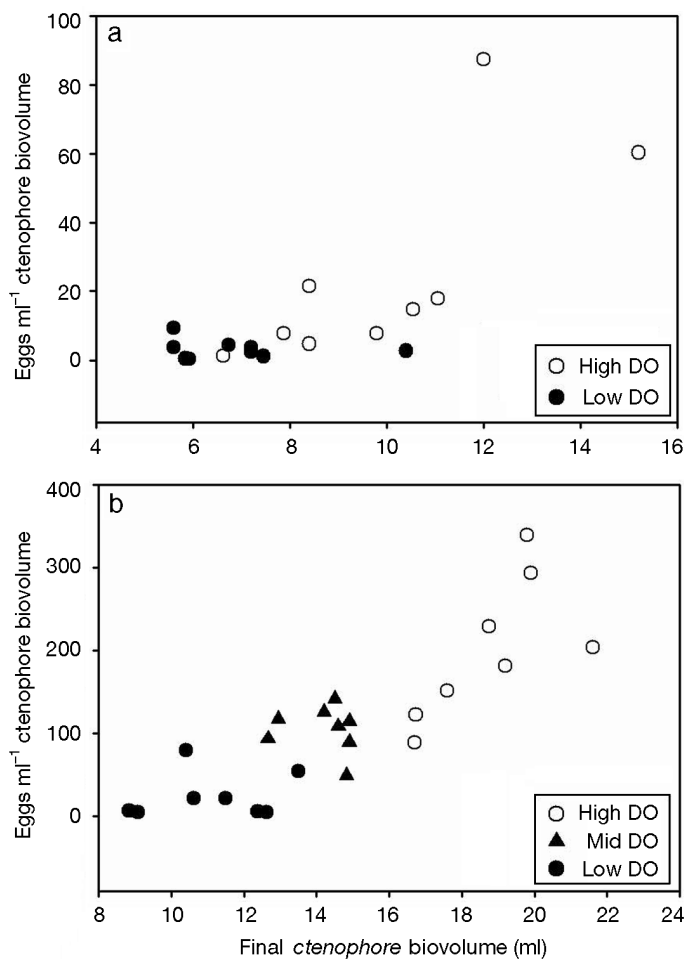 a
100
80
60
40
20
0
Eggs ml⁻¹ ctenophore biovolume
High DO
Low DO
4 6 8 10 12 14 16
b
400
300
200
100
0
Eggs ml⁻¹ ctenophore biovolume
High DO
Mid DO
Low DO
8 10 12 14 16 18 20 22 24
Final ctenophore biovolume (ml)